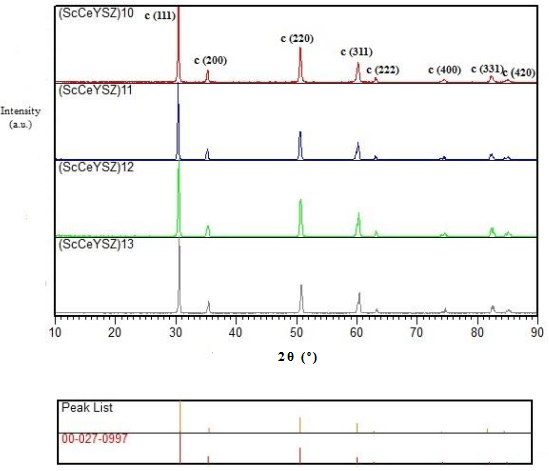 (ScCeYSZ)10
c (111)
c (200)
c (220)
c (311)
c (222)
c (400)
c (331)
c (420)
(ScCeYSZ)11
Intensity
(a.u.)
(ScCeYSZ)12
(ScCeYSZ)13
10 20 30 40 50 60 70 80 90
2θ (°)
Peak List
00-027-0997